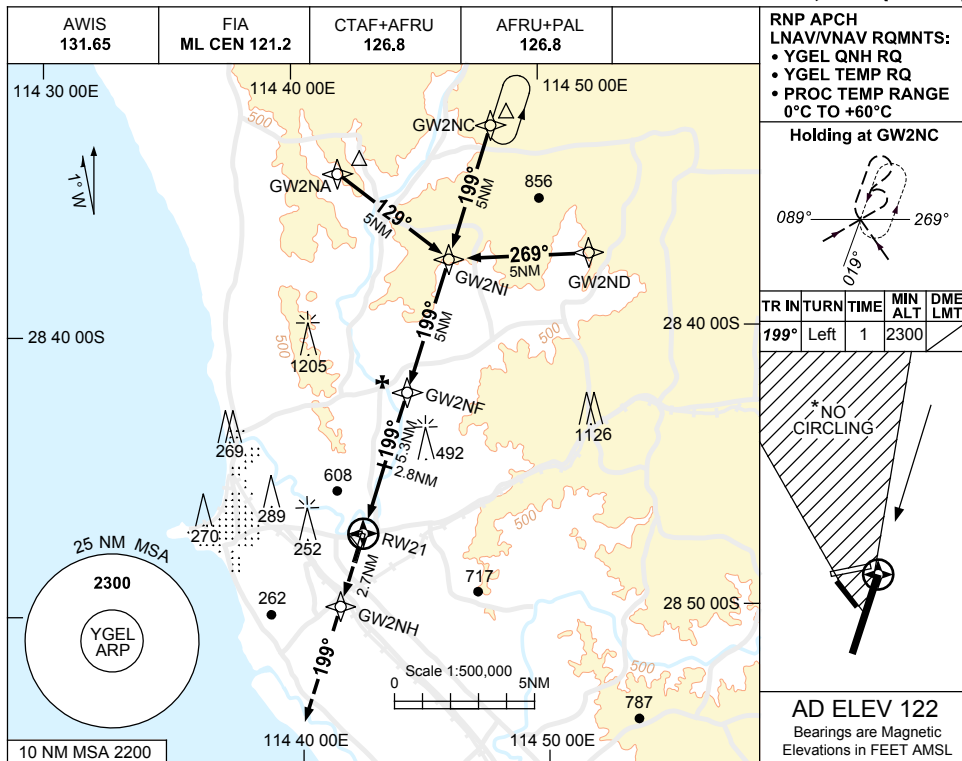 AWIS
131.65
FIA
ML CEN 121.2
CTAF+AFRU
126.8
AFRU+PAL
126.8
RNP APCH
LNAV/VNAV RQMNTS:
• YGEL QNH RQ
• YGEL TEMP RQ
• PROC TEMP RANGE
0°C TO +60°C
114 30 00E
114 40 00E
114 50 00E
500
GW2NC
GW2NA
1° W
199°
5NM
856
129°
5NM
269°
5NM
GW2NI
GW2ND
500
199°
5NM
28 40 00S
28 40 00S
500
500
1205
GW2NF
492
1126
269
199°
5.3NM
2.8NM
608
289
270
252
RW21
500
25 NM MSA
2300
YGEL
ARP
262
2.7NM
717
28 50 00S
GW2NH
199°
500
Scale 1:500,000
0
5NM
787
10 NM MSA 2200
114 40 00E
114 50 00E
Holding at GW2NC
089°
269°
019°
TR IN TURN TIME MIN ALT DME LMT
199° Left 1 2300
*NO
CIRCLING
AD ELEV 122
Bearings are Magnetic
Elevations in FEET AMSL